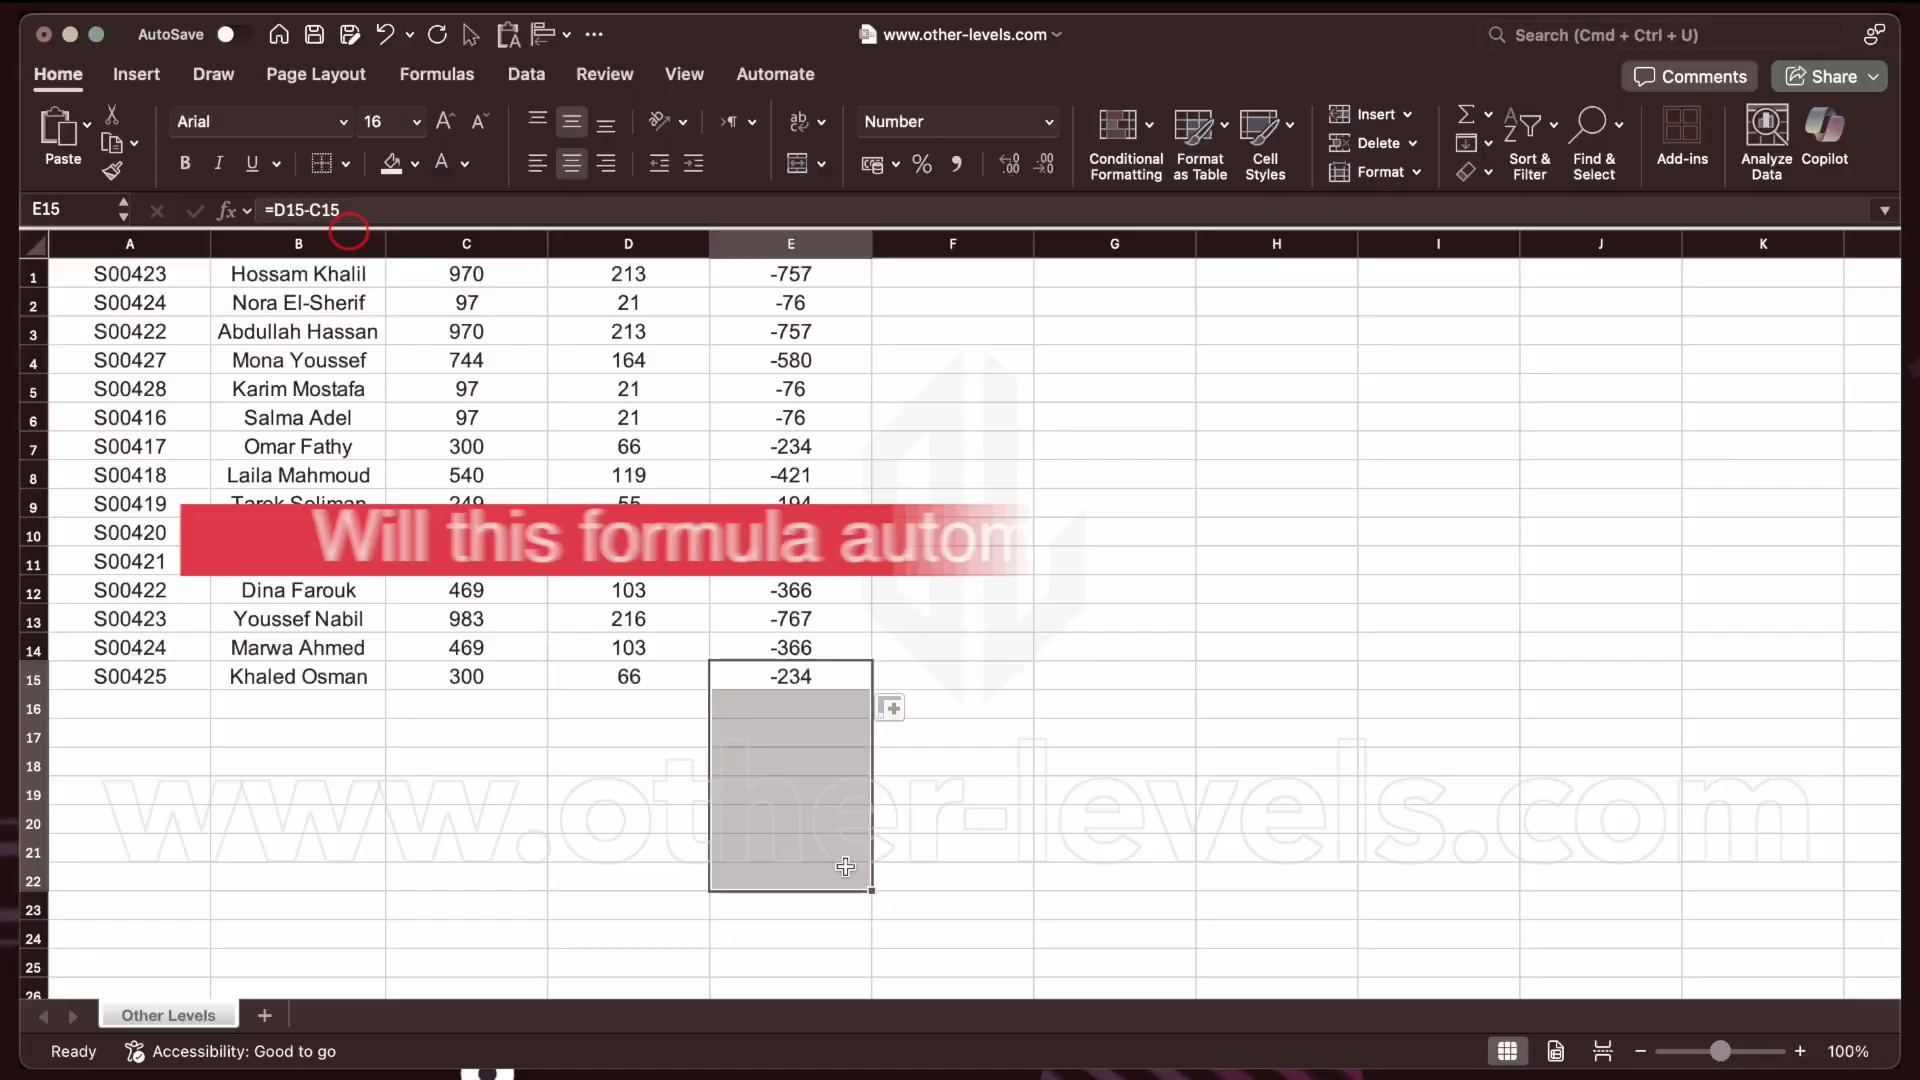 AutoSave www.other-levels.com Search (Cmd + Ctrl + U)
Home Insert Draw Page Layout Formulas Data Review View Automate Comments Share
Paste Arial 16 Number Conditional Formatting Format as Table Cell Styles Insert Delete Format Sort & Filter Find & Select Add-ins Analyze Data Copilot
E15 fx =D15-C15
A B C D E F G H I J K
1 S00423 Hossam Khalil 970 213 -757
2 S00424 Nora El-Sherif 97 21 -76
3 S00422 Abdullah Hassan 970 213 -757
4 S00427 Mona Youssef 744 164 -580
5 S00428 Karim Mostafa 97 21 -76
6 S00416 Salma Adel 97 21 -76
7 S00417 Omar Fathy 300 66 -234
8 S00418 Laila Mahmoud 540 119 -421
9 S00419 Tarek Soliman 249 55 -194
10 S00420
Will this formula autom
11 S00421
12 S00422 Dina Farouk 469 103 -366
13 S00423 Youssef Nabil 983 216 -767
14 S00424 Marwa Ahmed 469 103 -366
15 S00425 Khaled Osman 300 66 -234
16
17
18
19
www.other-levels.com
20
21
22
23
24
25
26
Other Levels
Ready Accessibility: Good to go 100%